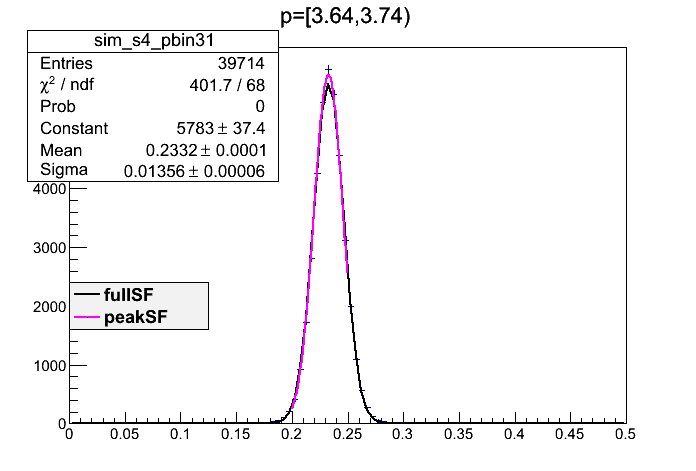 p=[3.64,3.74)
sim_s4_pbin31
Entries 39714
χ² / ndf 401.7 / 68
Prob 0
Constant 5783 ± 37.4
Mean 0.2332 ± 0.0001
Sigma 0.01356 ± 0.00006
4000
3000
fullSF
2000
peakSF
1000
0
0 0.05 0.1 0.15 0.2 0.25 0.3 0.35 0.4 0.45 0.5